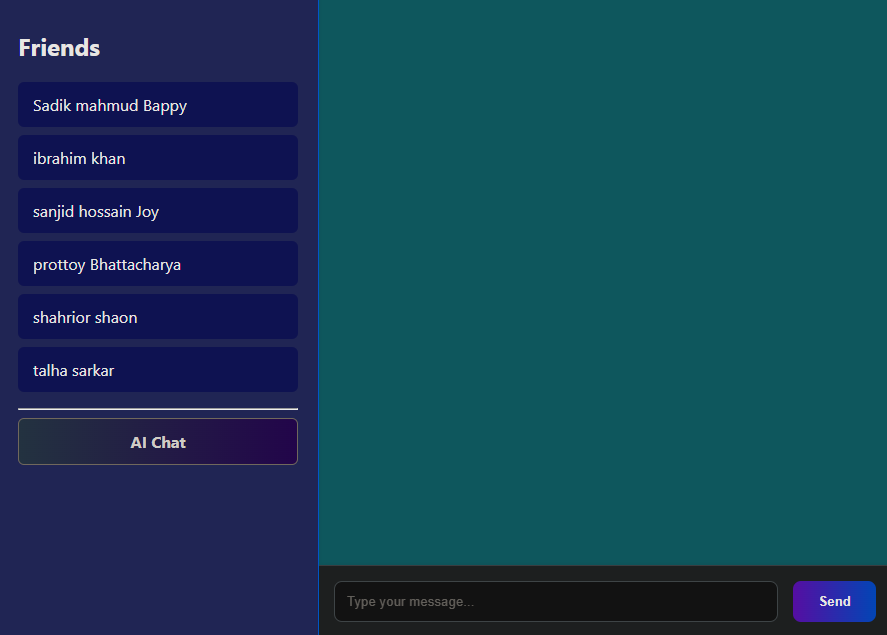 Friends
Sadik mahmud Bappy
ibrahim khan
sanjid hossain Joy
prottoy Bhattacharya
shahrior shaon
talha sarkar
AI Chat
Type your message...
Send